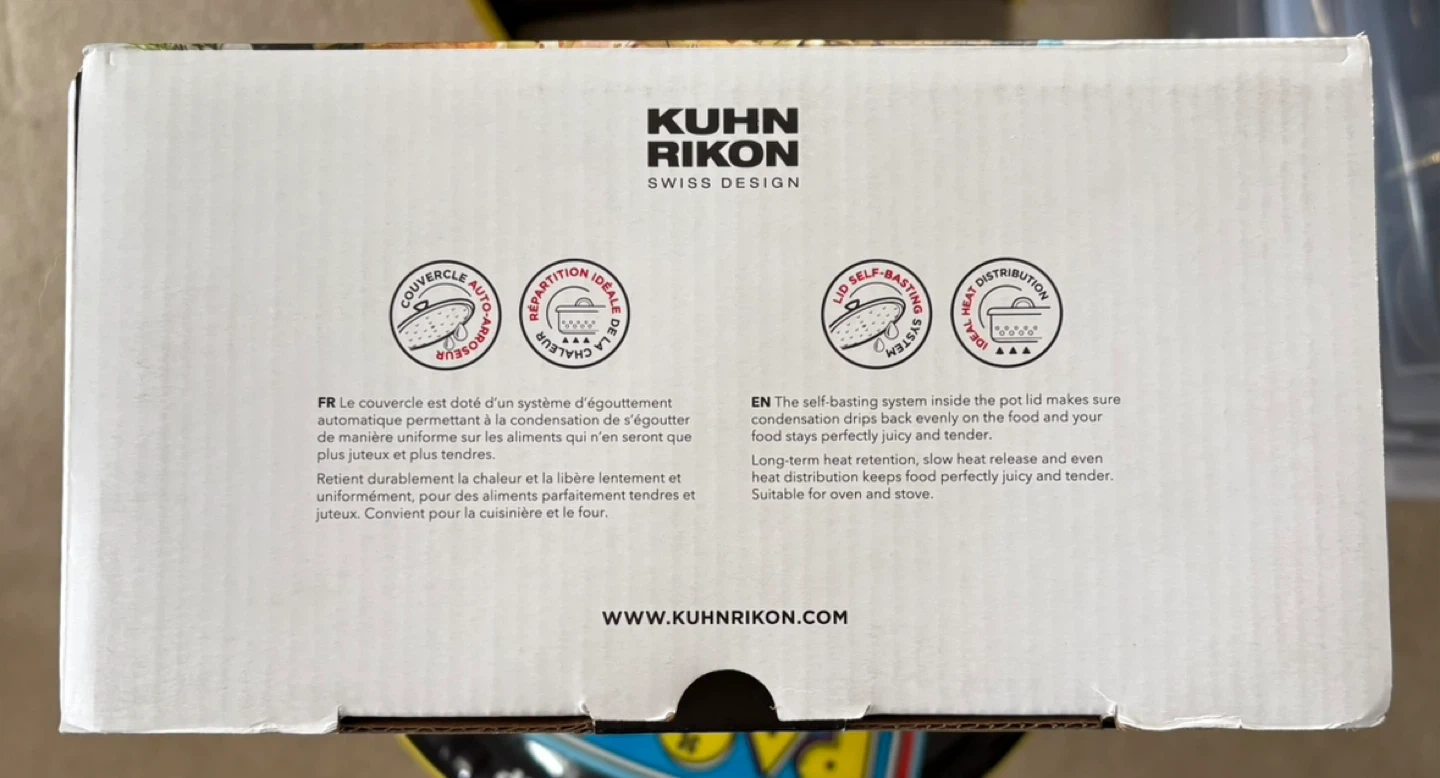 KUHN
RIKON
SWISS DESIGN
COUVERCLE AUTO-ARROSEUR
RÉPARTITION IDÉALE DE LA CHALEUR
LID SELF-BASTING SYSTEM
IDEAL HEAT DISTRIBUTION
FR Le couvercle est doté d'un système d'égouttement
automatique permettant à la condensation de s'égoutter
de manière uniforme sur les aliments qui n'en seront que
plus juteux et plus tendres.
Retient durablement la chaleur et la libère lentement et
uniformément, pour des aliments parfaitement tendres et
juteux. Convient pour la cuisinière et le four.
EN The self-basting system inside the pot lid makes sure
condensation drips back evenly on the food and your
food stays perfectly juicy and tender.
Long-term heat retention, slow heat release and even
heat distribution keeps food perfectly juicy and tender.
Suitable for oven and stove.
WWW.KUHNRIKON.COM